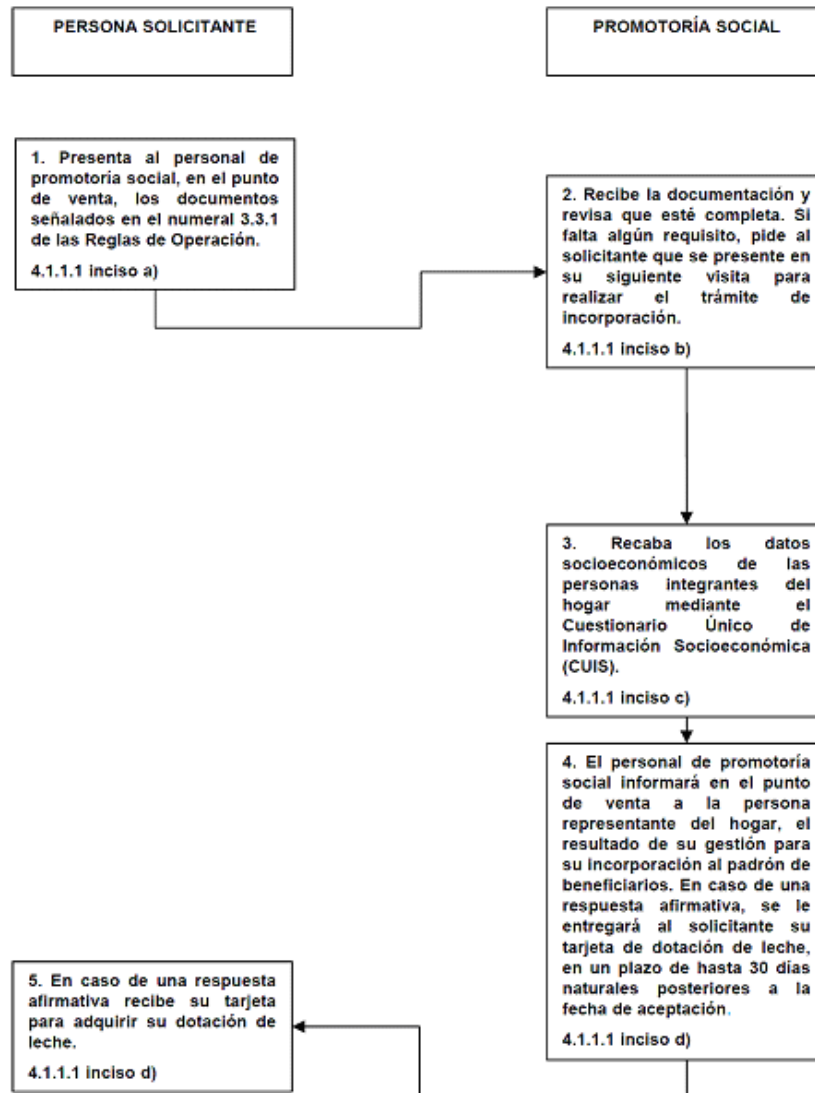 PERSONA SOLICITANTE
PROMOTORÍA SOCIAL
1. Presenta al personal de
promotoría social, en el punto
de venta, los documentos
señalados en el numeral 3.3.1
de las Reglas de Operación.
4.1.1.1 inciso a)
2. Recibe la documentación y
revisa que esté completa. Si
falta algún requisito, pide al
solicitante que se presente en
su siguiente visita para
realizar el trámite de
incorporación.
4.1.1.1 inciso b)
3. Recaba los datos
socioeconómicos de las
personas integrantes del
hogar mediante el
Cuestionario Único de
Información Socioeconómica
(CUIS).
4.1.1.1 inciso c)
4. El personal de promotoría
social informará en el punto
de venta a la persona
representante del hogar, el
resultado de su gestión para
su incorporación al padrón de
beneficiarios. En caso de una
respuesta afirmativa, se le
entregará al solicitante su
tarjeta de dotación de leche,
en un plazo de hasta 30 días
naturales posteriores a la
fecha de aceptación.
4.1.1.1 inciso d)
5. En caso de una respuesta
afirmativa recibe su tarjeta
para adquirir su dotación de
leche.
4.1.1.1 inciso d)